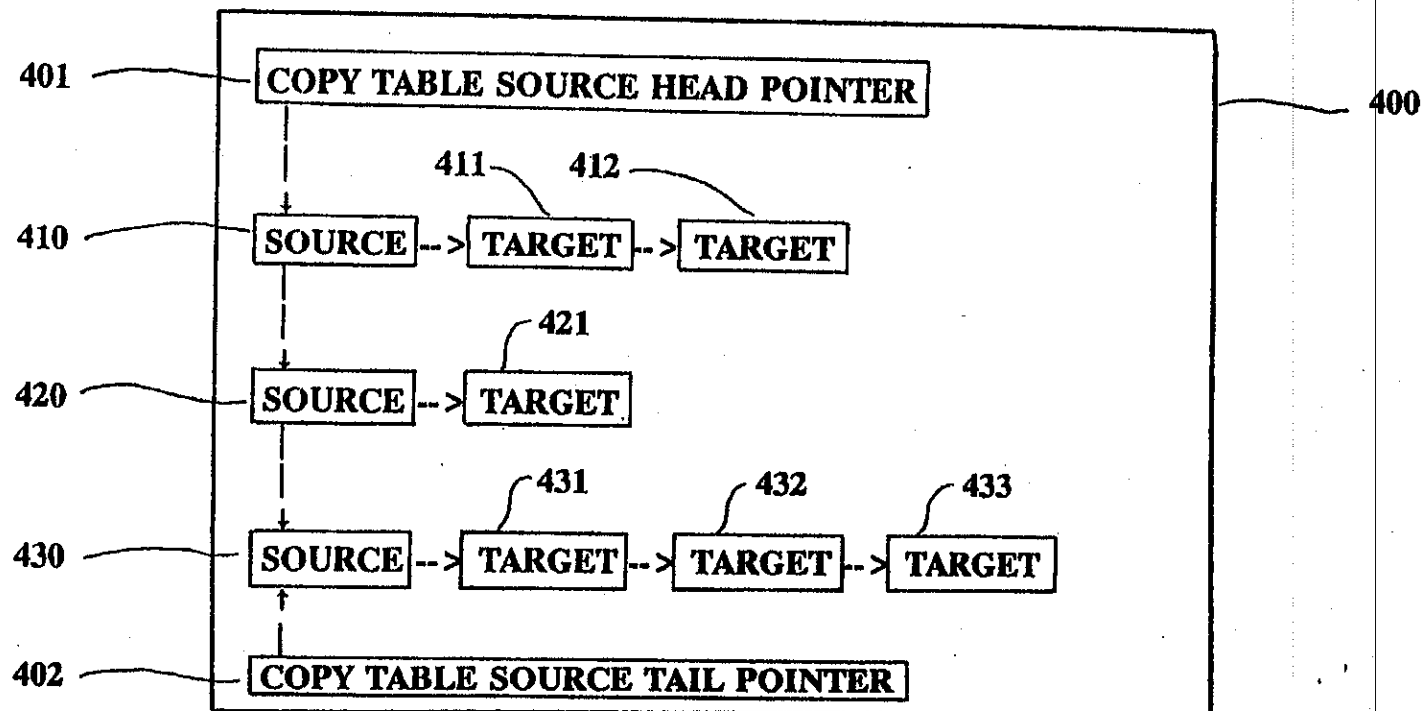 401 COPY TABLE SOURCE HEAD POINTER
400
411 412
410 SOURCE --> TARGET --> TARGET
421
420 SOURCE --> TARGET
431 432 433
430 SOURCE --> TARGET --> TARGET --> TARGET
402 COPY TABLE SOURCE TAIL POINTER